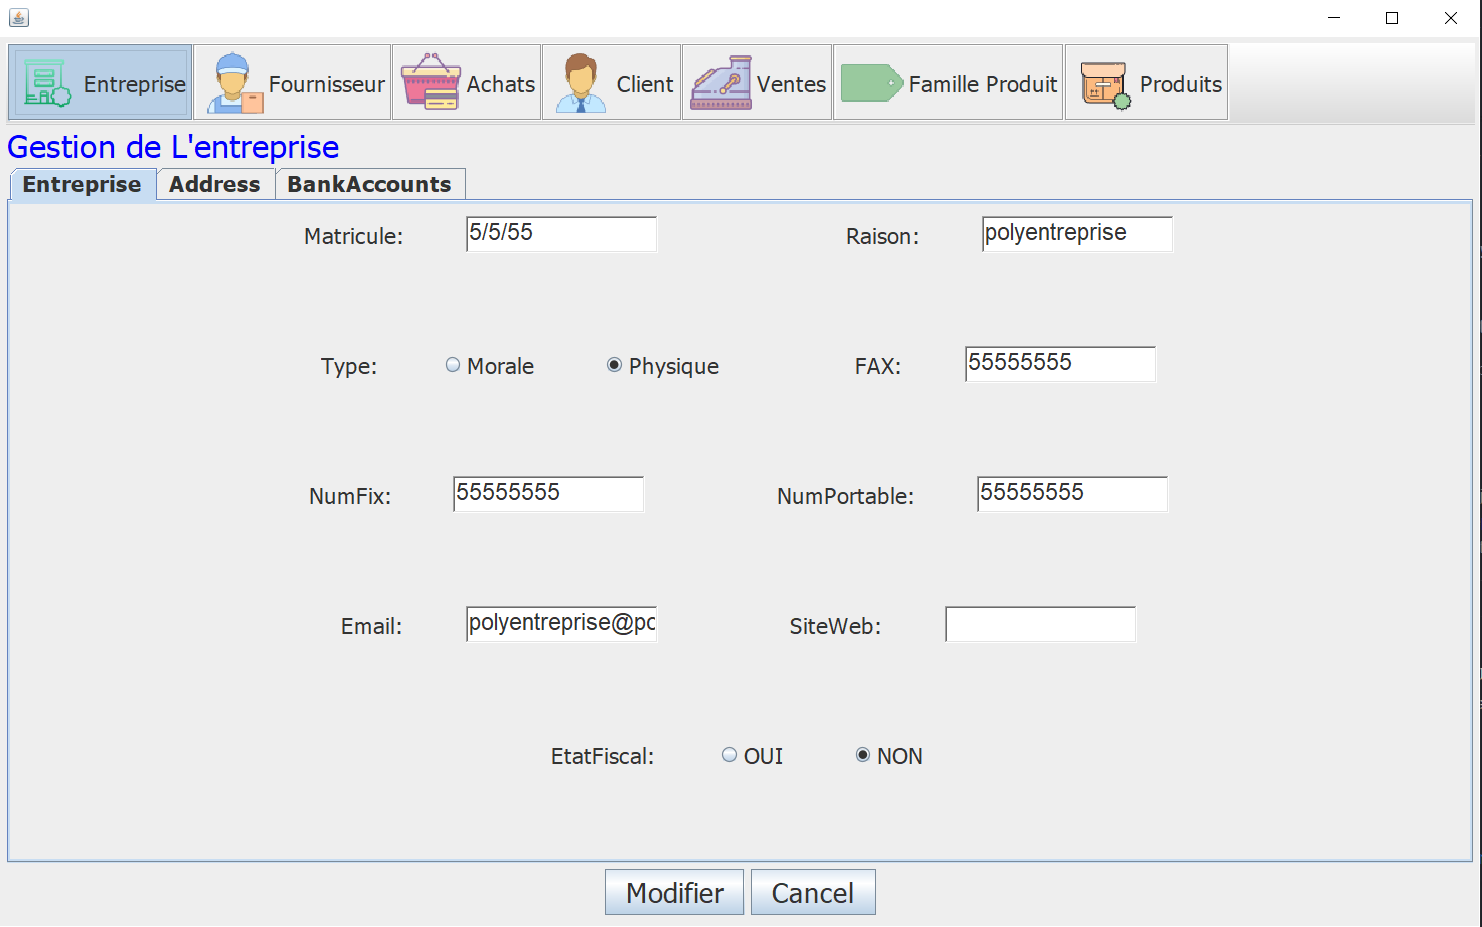 Entreprise Fournisseur Achats Client Ventes Famille Produit Produits
Gestion de L'entreprise
Entreprise Address BankAccounts
Matricule: 5/5/55 Raison: polyentreprise
Type: Morale Physique FAX: 55555555
NumFix: 55555555 NumPortable: 55555555
Email: polyentreprise@po SiteWeb:
EtatFiscal: OUI NON
Modifier Cancel